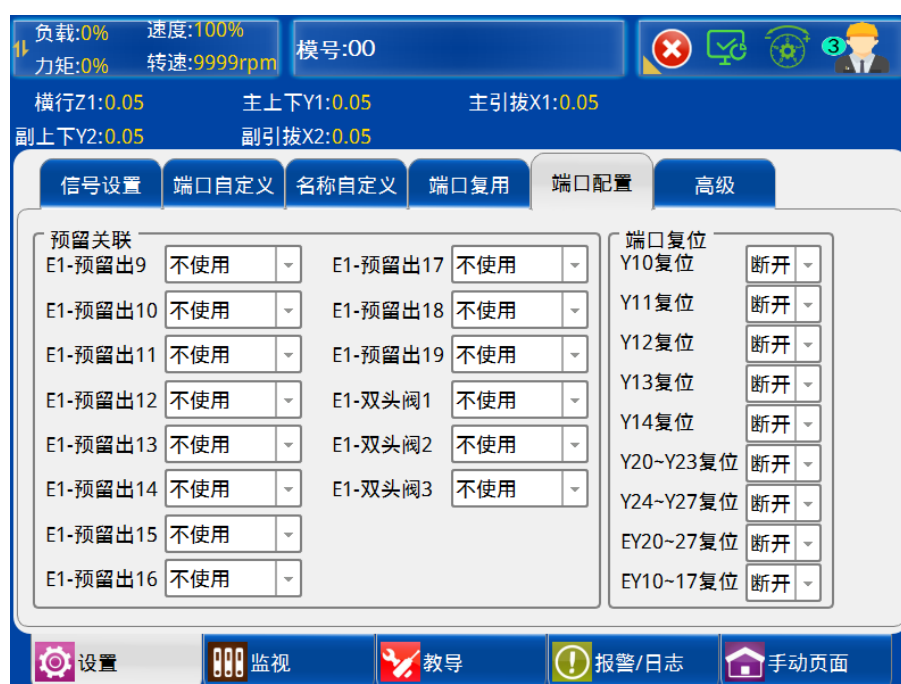 负载:0% 速度:100% 模号:00
力矩:0% 转速:9999rpm 3
横行Z1:0.05 主上下Y1:0.05 主引拔X1:0.05
副上下Y2:0.05 副引拔X2:0.05
信号设置 端口自定义 名称自定义 端口复用 端口配置 高级
预留关联 端口复位
E1-预留出9 不使用 E1-预留出17 不使用 Y10复位 断开
E1-预留出10 不使用 E1-预留出18 不使用 Y11复位 断开
E1-预留出11 不使用 E1-预留出19 不使用 Y12复位 断开
E1-预留出12 不使用 E1-双头阀1 不使用 Y13复位 断开
E1-预留出13 不使用 E1-双头阀2 不使用 Y14复位 断开
E1-预留出14 不使用 E1-双头阀3 不使用 Y20~Y23复位 断开
Y24~Y27复位 断开
E1-预留出15 不使用 EY20~27复位 断开
E1-预留出16 不使用 EY10~17复位 断开
设置 监视 教导 报警/日志 手动页面